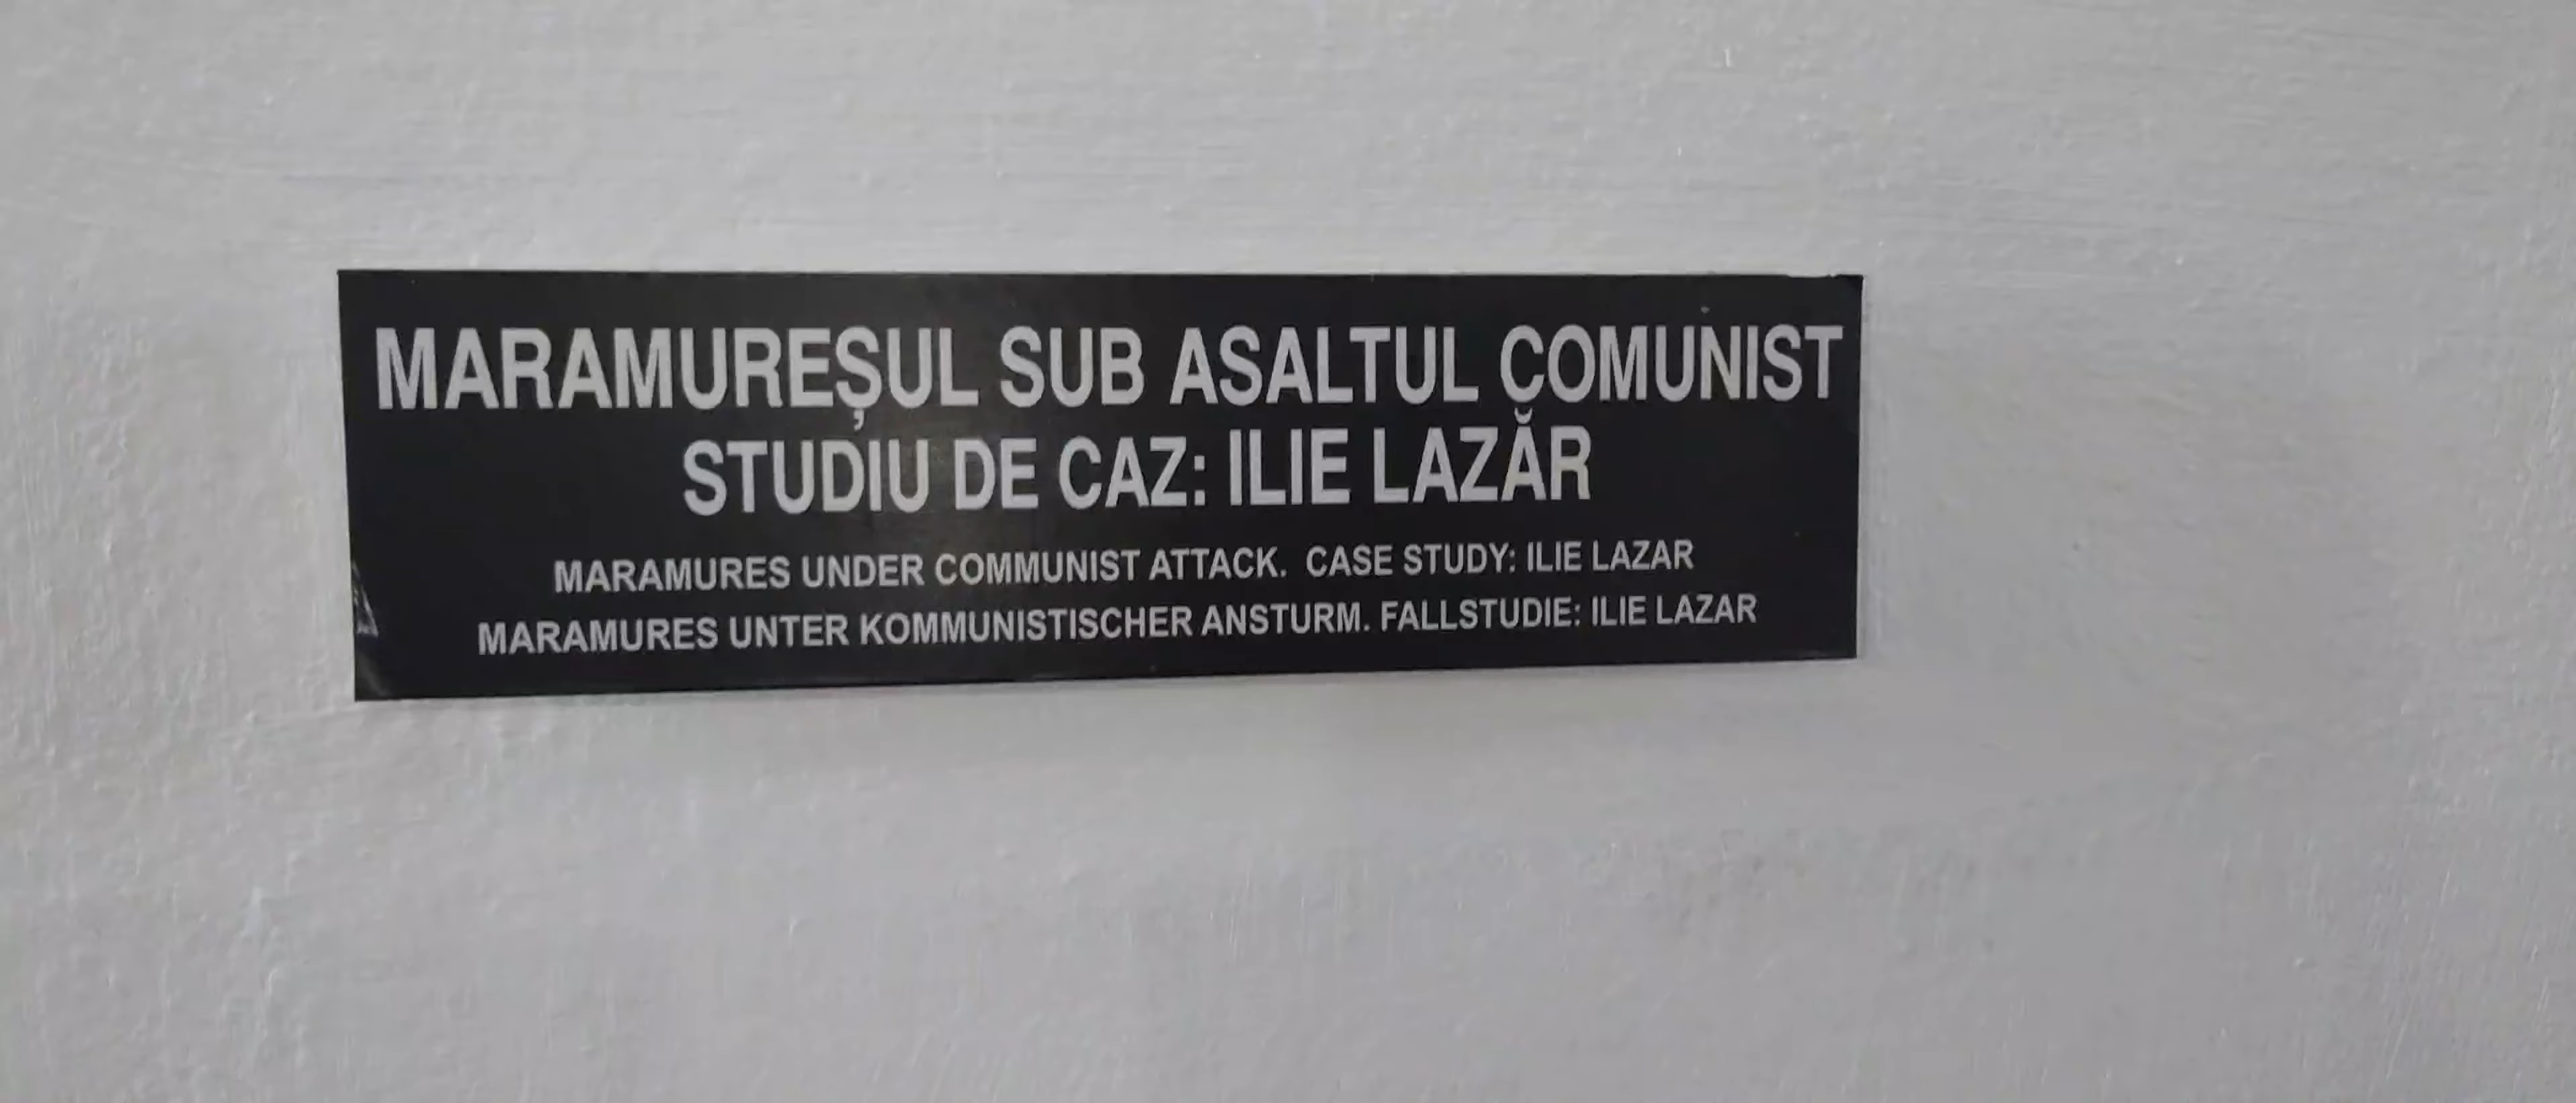 MARAMUREȘUL SUB ASALTUL COMUNIST
STUDIU DE CAZ: ILIE LAZĂR
MARAMURES UNDER COMMUNIST ATTACK. CASE STUDY: ILIE LAZAR
MARAMURES UNTER KOMMUNISTISCHER ANSTURM. FALLSTUDIE: ILIE LAZAR